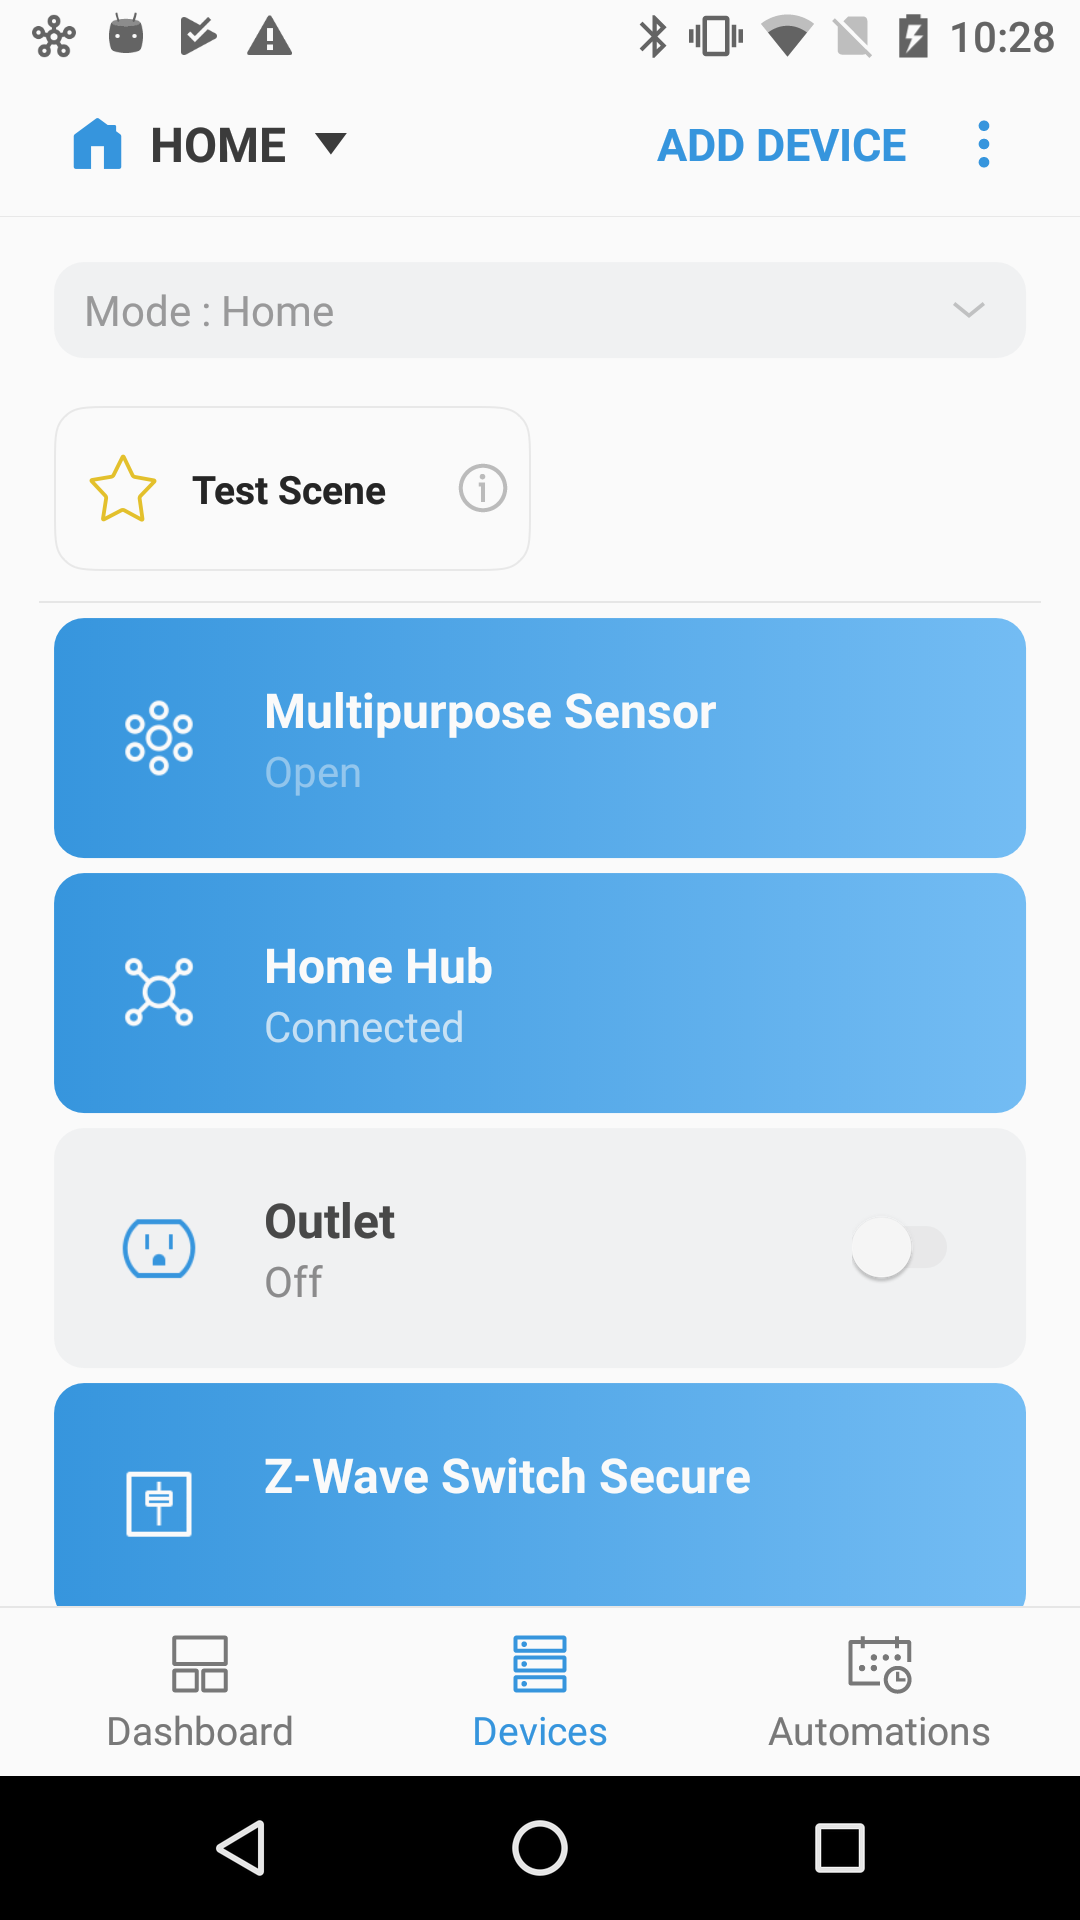 10:28
HOME
ADD DEVICE
Mode : Home
Test Scene
Multipurpose Sensor
Open
Home Hub
Connected
Outlet
Off
Z-Wave Switch Secure
Dashboard
Devices
Automations